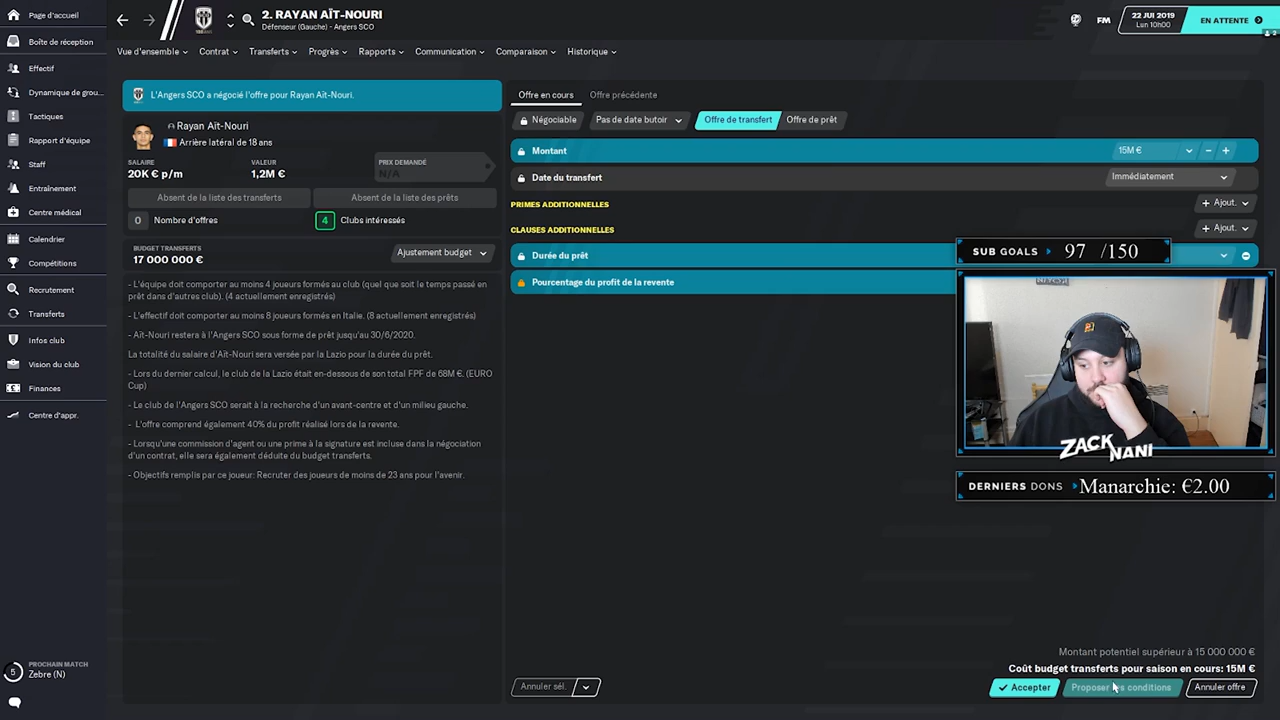 Page d'accueil
Boîte de réception
Effectif
Dynamique de grou...
Tactiques
Rapport d'équipe
Staff
Entraînement
Centre médical
Calendrier
Compétitions
Recrutement
Transferts
Infos club
Vision du club
Finances
Centre d'appr.
5
PROCHAIN MATCH
Zebre (N)
2. RAYAN AÏT-NOURI
Défenseur (Gauche) - Angers SCO
FM
22 JUI 2019
Lun 10h00
EN ATTENTE
2
Vue d'ensemble
Contrat
Transferts
Progrès
Rapports
Communication
Comparaison
Historique
L'Angers SCO a négocié l'offre pour Rayan Aït-Nouri.
Rayan Aït-Nouri
Arrière latéral de 18 ans
SALAIRE
20K € p/m
VALEUR
1,2M €
PRIX DEMANDÉ
N/A
Absent de la liste des transferts
Absent de la liste des prêts
0 Nombre d'offres
4 Clubs intéressés
BUDGET TRANSFERTS
17 000 000 €
Ajustement budget
- L'équipe doit comporter au moins 4 joueurs formés au club (quel que soit le temps passé en
prêt dans d'autres club). (4 actuellement enregistrés)
- L'effectif doit comporter au moins 8 joueurs formés en Italie. (8 actuellement enregistrés)
- Aït-Nouri restera à l'Angers SCO sous forme de prêt jusqu'au 30/6/2020.
La totalité du salaire d'Aït-Nouri sera versée par la Lazio pour la durée du prêt.
- Lors du dernier calcul, le club de la Lazio était en-dessous de son total FPF de 68M €. (EURO
Cup)
- Le club de l'Angers SCO serait à la recherche d'un avant-centre et d'un milieu gauche.
- L'offre comprend également 40% du profit réalisé lors de la revente.
- Lorsqu'une commission d'agent ou une prime à la signature est incluse dans la négociation
d'un contrat, elle sera également déduite du budget transferts.
- Objectifs remplis par ce joueur: Recruter des joueurs de moins de 23 ans pour l'avenir.
Offre en cours
Offre précédente
Négociable
Pas de date butoir
Offre de transfert
Offre de prêt
Montant
15M €
Date du transfert
Immédiatement
PRIMES ADDITIONNELLES
+ Ajout.
CLAUSES ADDITIONNELLES
+ Ajout.
Durée du prêt
Pourcentage du profit de la revente
SUB GOALS 97 /150
ZACK NANI
DERNIERS DONS Manarchie: €2.00
Montant potentiel supérieur à 15 000 000 €
Coût budget transferts pour saison en cours: 15M €
Annuler sél.
Accepter
Proposer les conditions
Annuler offre